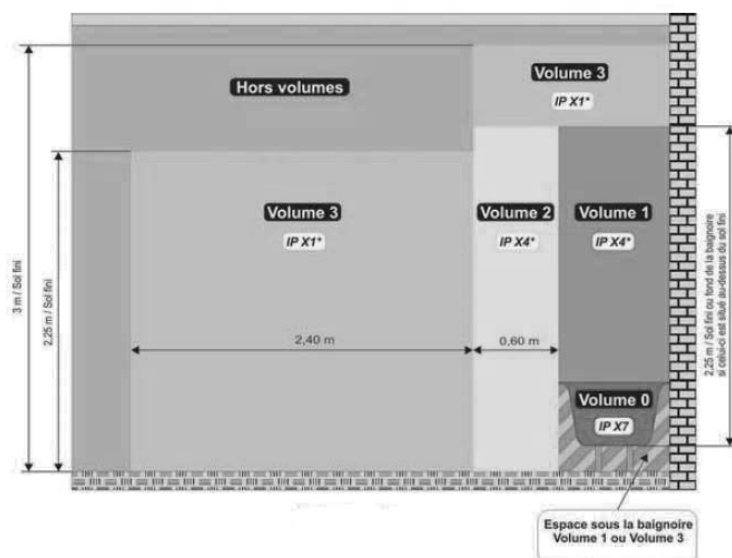 Hors volumes
Volume 3
IP X1*
Volume 3
IP X1*
Volume 2
IP X4*
Volume 1
IP X4*
3 m / Sol fini
2,25 m / Sol fini
2,40 m
0,60 m
2,25 m / Sol fini ou fond de la baignoire
si celui-ci est situé au-dessus du sol fini
Volume 0
IP X7
Espace sous la baignoire
Volume 1 ou Volume 3